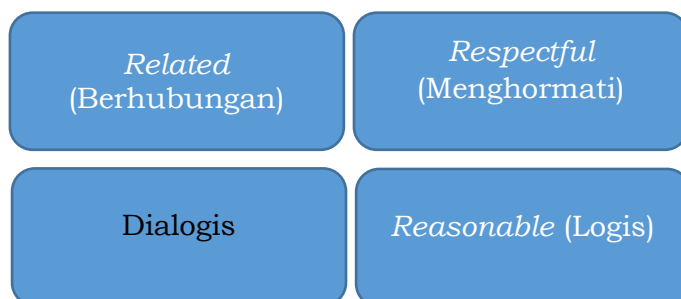 Related
(Berhubungan)
Respectful
(Menghormati)
Dialogis
Reasonable (Logis)